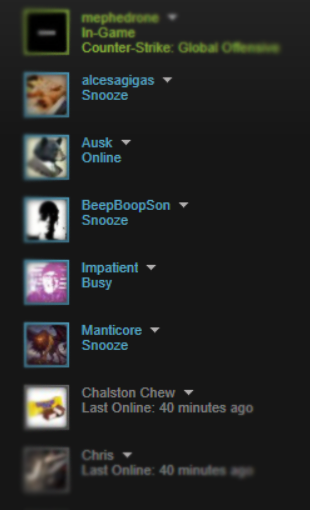 mephedrone
In-Game
Counter-Strike: Global Offensive
alcesagigas
Snooze
Ausk
Online
BeepBoopSon
Snooze
Impatient
Busy
Manticore
Snooze
Chalston Chew
Last Online: 40 minutes ago
Chris
Last Online: 40 minutes ago